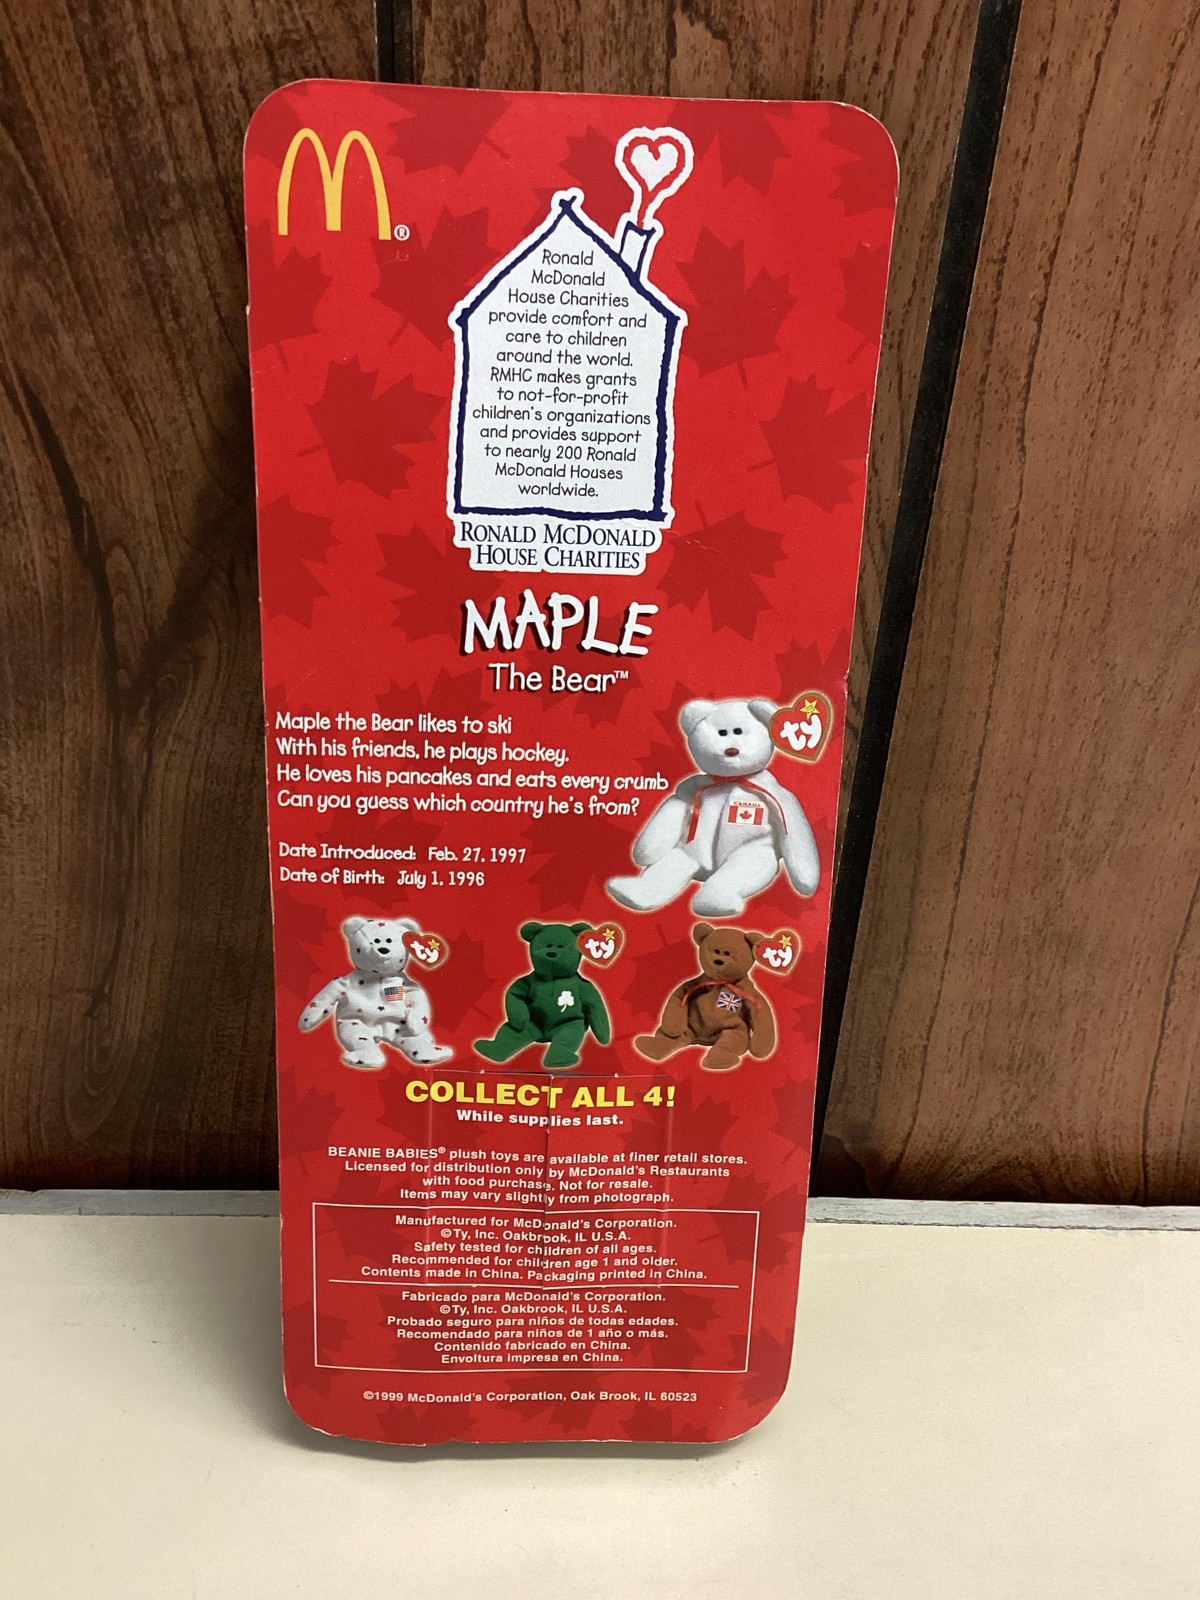 M®
Ronald
McDonald
House Charities
provide comfort and
care to children
around the world.
RMHC makes grants
to not-for-profit
children's organizations
and provides support
to nearly 200 Ronald
McDonald Houses
worldwide.
RONALD MCDONALD
HOUSE CHARITIES
MAPLE
The Bear™
Maple the Bear likes to ski
With his friends, he plays hockey.
He loves his pancakes and eats every crumb
Can you guess which country he's from?
ty
CANADA
Date Introduced: Feb. 27, 1997
Date of Birth: July 1, 1996
ty
ty
ty
COLLECT ALL 4!
While supplies last.
BEANIE BABIES® plush toys are available at finer retail stores.
Licensed for distribution only by McDonald's Restaurants
with food purchase. Not for resale.
Items may vary slightly from photograph.
Manufactured for McDonald's Corporation.
©Ty, Inc. Oakbrook, IL U.S.A.
Safety tested for children of all ages.
Recommended for children age 1 and older.
Contents made in China. Packaging printed in China.
Fabricado para McDonald's Corporation.
©Ty, Inc. Oakbrook, IL U.S.A.
Probado seguro para niños de todas edades.
Recomendado para niños de 1 año o más.
Contenido fabricado en China.
Envoltura impresa en China.
©1999 McDonald's Corporation, Oak Brook, IL 60523